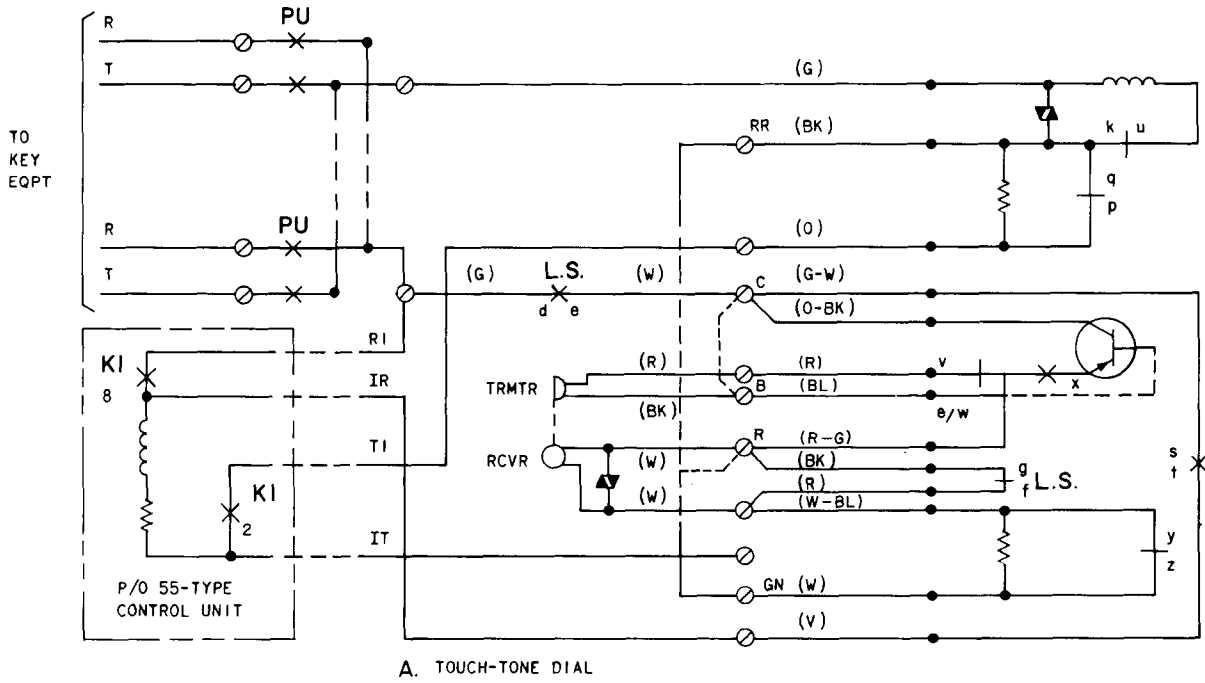 R
PU
T
(G)
RR (BK)
k u
TO
KEY
EQPT
q
p
R
PU
(O)
T
(G)
L.S.
(W)
C
(G-W)
d e
(O-BK)
RI
KI
8
(R)
(R)
v
x
IR
TRMTR
B
(BL)
e/w
(BK)
R
(R-G)
TI
RCVR
(W)
(BK)
g
f
L.S.
s
t
KI
2
(R)
(W)
(W-BL)
y
z
IT
P/O 55-TYPE
CONTROL UNIT
GN (W)
(V)
A. TOUCH-TONE DIAL